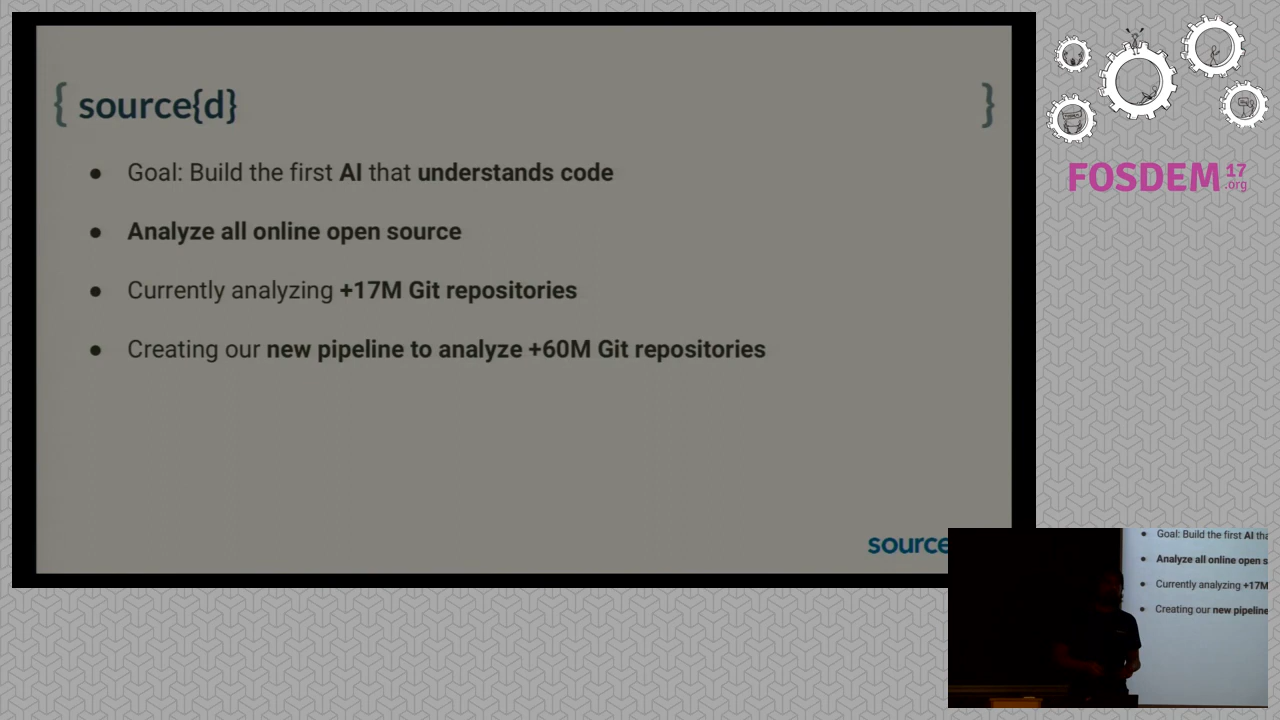 { source{d} }
● Goal: Build the first AI that understands code
● Analyze all online open source
● Currently analyzing +17M Git repositories
● Creating our new pipeline to analyze +60M Git repositories
source
FOSDEM 17
.org
● Goal: Build the first AI tha
● Analyze all online open s
● Currently analyzing +17M
● Creating our new pipeline